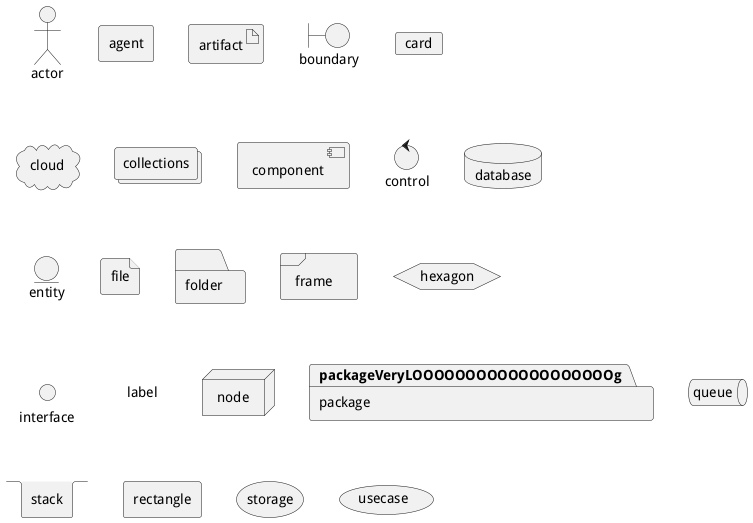 actor
agent
artifact
boundary
card
cloud
collections
component
control
database
entity
file
folder
frame
hexagon
interface
label
node
packageVeryLOOOOOOOOOOOOOOOOOOOg
package
queue
stack
rectangle
storage
usecase